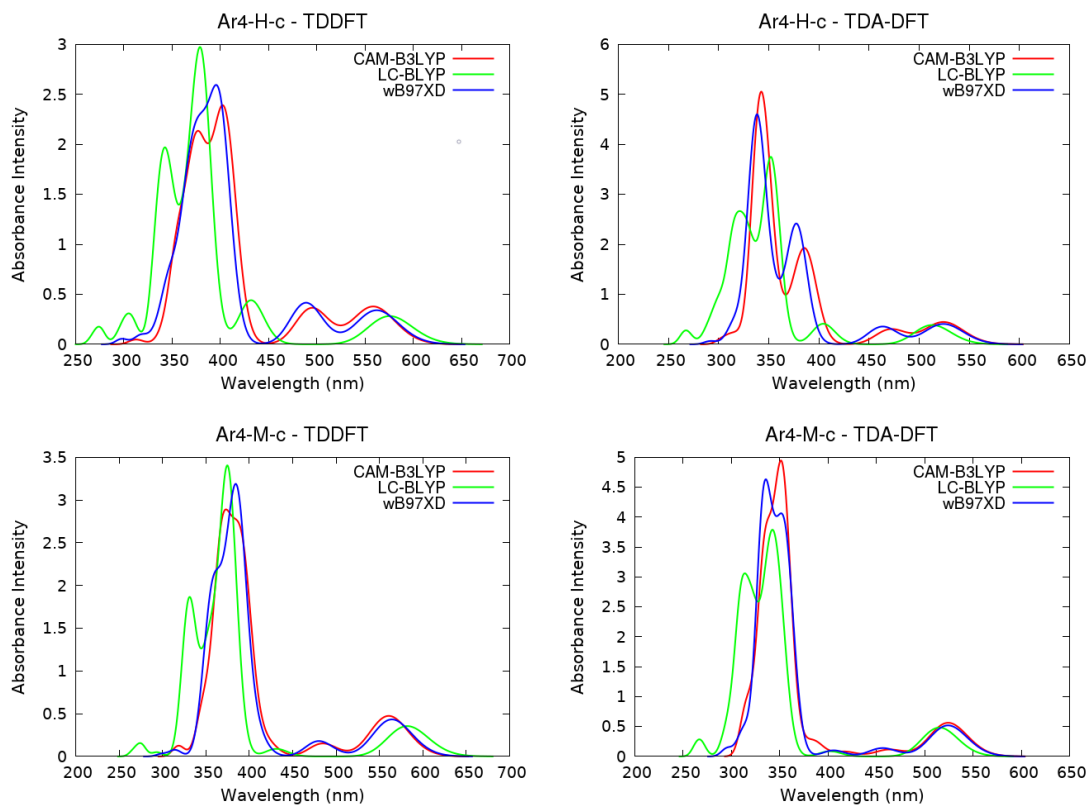 Ar4-H-c - TDDFT
CAM-B3LYP
LC-BLYP
wB97XD
Absorbance Intensity
3
2.5
2
1.5
1
0.5
0
250 300 350 400 450 500 550 600 650 700
Wavelength (nm)
Ar4-H-c - TDA-DFT
CAM-B3LYP
LC-BLYP
wB97XD
Absorbance Intensity
6
5
4
3
2
1
0
200 250 300 350 400 450 500 550 600 650
Wavelength (nm)
Ar4-M-c - TDDFT
CAM-B3LYP
LC-BLYP
wB97XD
Absorbance Intensity
3.5
3
2.5
2
1.5
1
0.5
0
200 250 300 350 400 450 500 550 600 650 700
Wavelength (nm)
Ar4-M-c - TDA-DFT
CAM-B3LYP
LC-BLYP
wB97XD
Absorbance Intensity
5
4.5
4
3.5
3
2.5
2
1.5
1
0.5
0
200 250 300 350 400 450 500 550 600 650
Wavelength (nm)